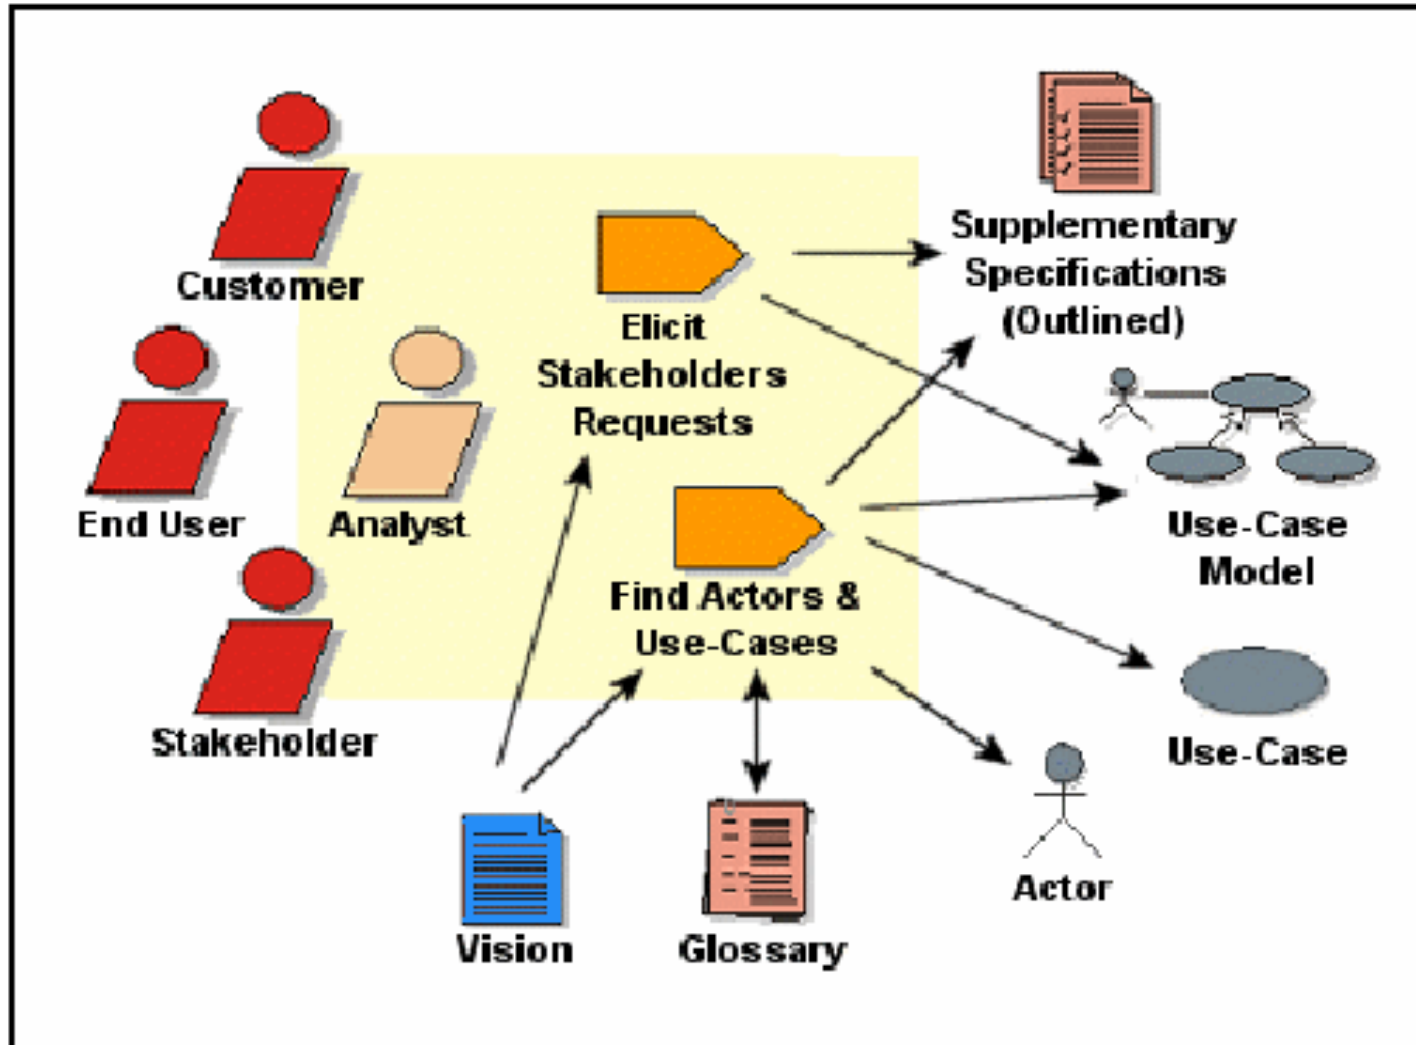 Customer
End User
Analyst
Stakeholder
Elicit
Stakeholders
Requests
Find Actors &
Use-Cases
Supplementary
Specifications
(Outlined)
Use-Case
Model
Use-Case
Actor
Vision
Glossary